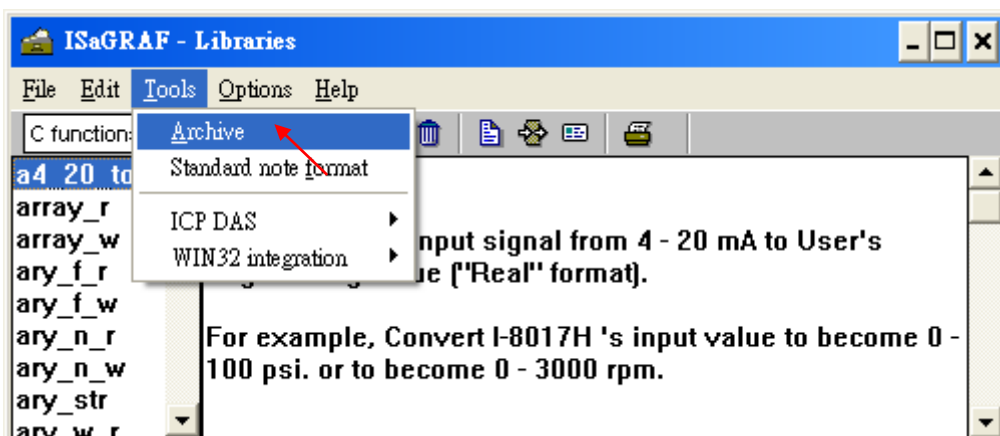 ISaGRAF - Libraries
File Edit Tools Options Help
C function
Archive
Standard note format
ICP DAS
WIN32 integration
a4_20_to
array_r
array_w
ary_f_r
ary_f_w
ary_n_r
ary_n_w
ary_str
ary_w_r
nput signal from 4 - 20 mA to User's
ue ("Real" format).
For example, Convert I-8017H 's input value to become 0 -
100 psi. or to become 0 - 3000 rpm.